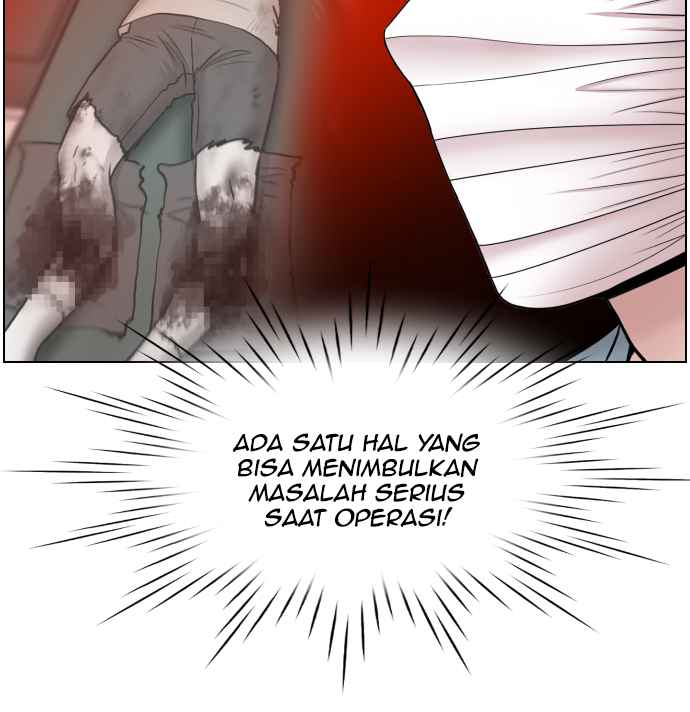 ADA SATU HAL YANG
BISA MENIMBULKAN
MASALAH SERIUS
SAAT OPERASI!